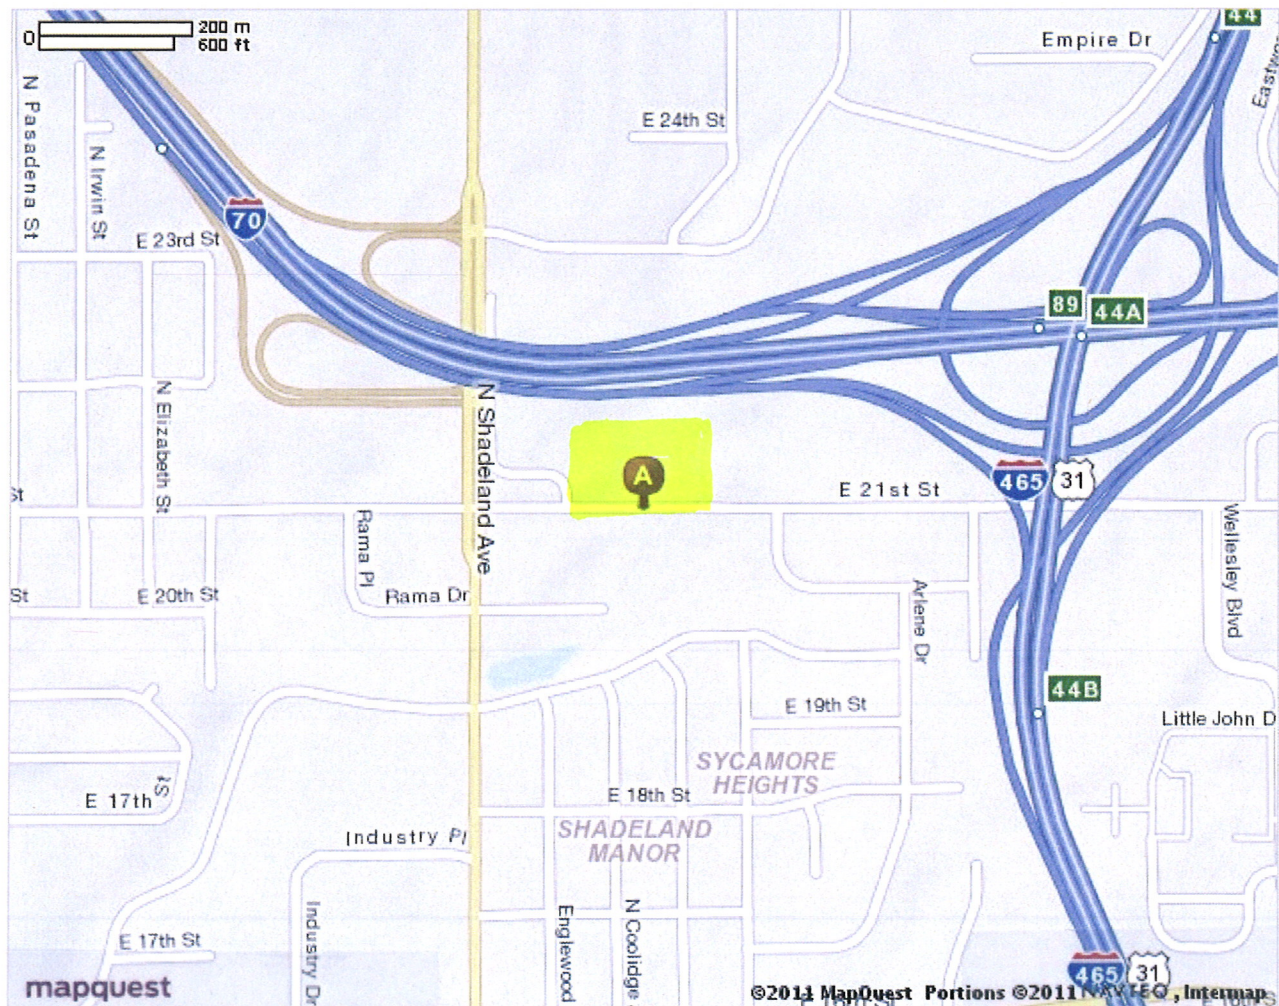 0
200 m
600 ft
44
Empire Dr
N Pasadena St
N Irwin St
E 24th St
70
E 23rd St
89
44A
N Elizabeth St
N Shadeland Ave
A
465
31
E 21st St
St
Rama Pl
Wellesley Blvd
St
E 20th St
Rama Dr
Arlene Dr
44B
E 19th St
Little John D
SYCAMORE
HEIGHTS
St
E 17th
E 18th St
SHADELAND
MANOR
Industry Pl
Industry Dr
Englewood
N Coolidge
E 17th St
465
31
mapquest
©2011 MapQuest Portions ©2011 NAVTEQ, Intermap